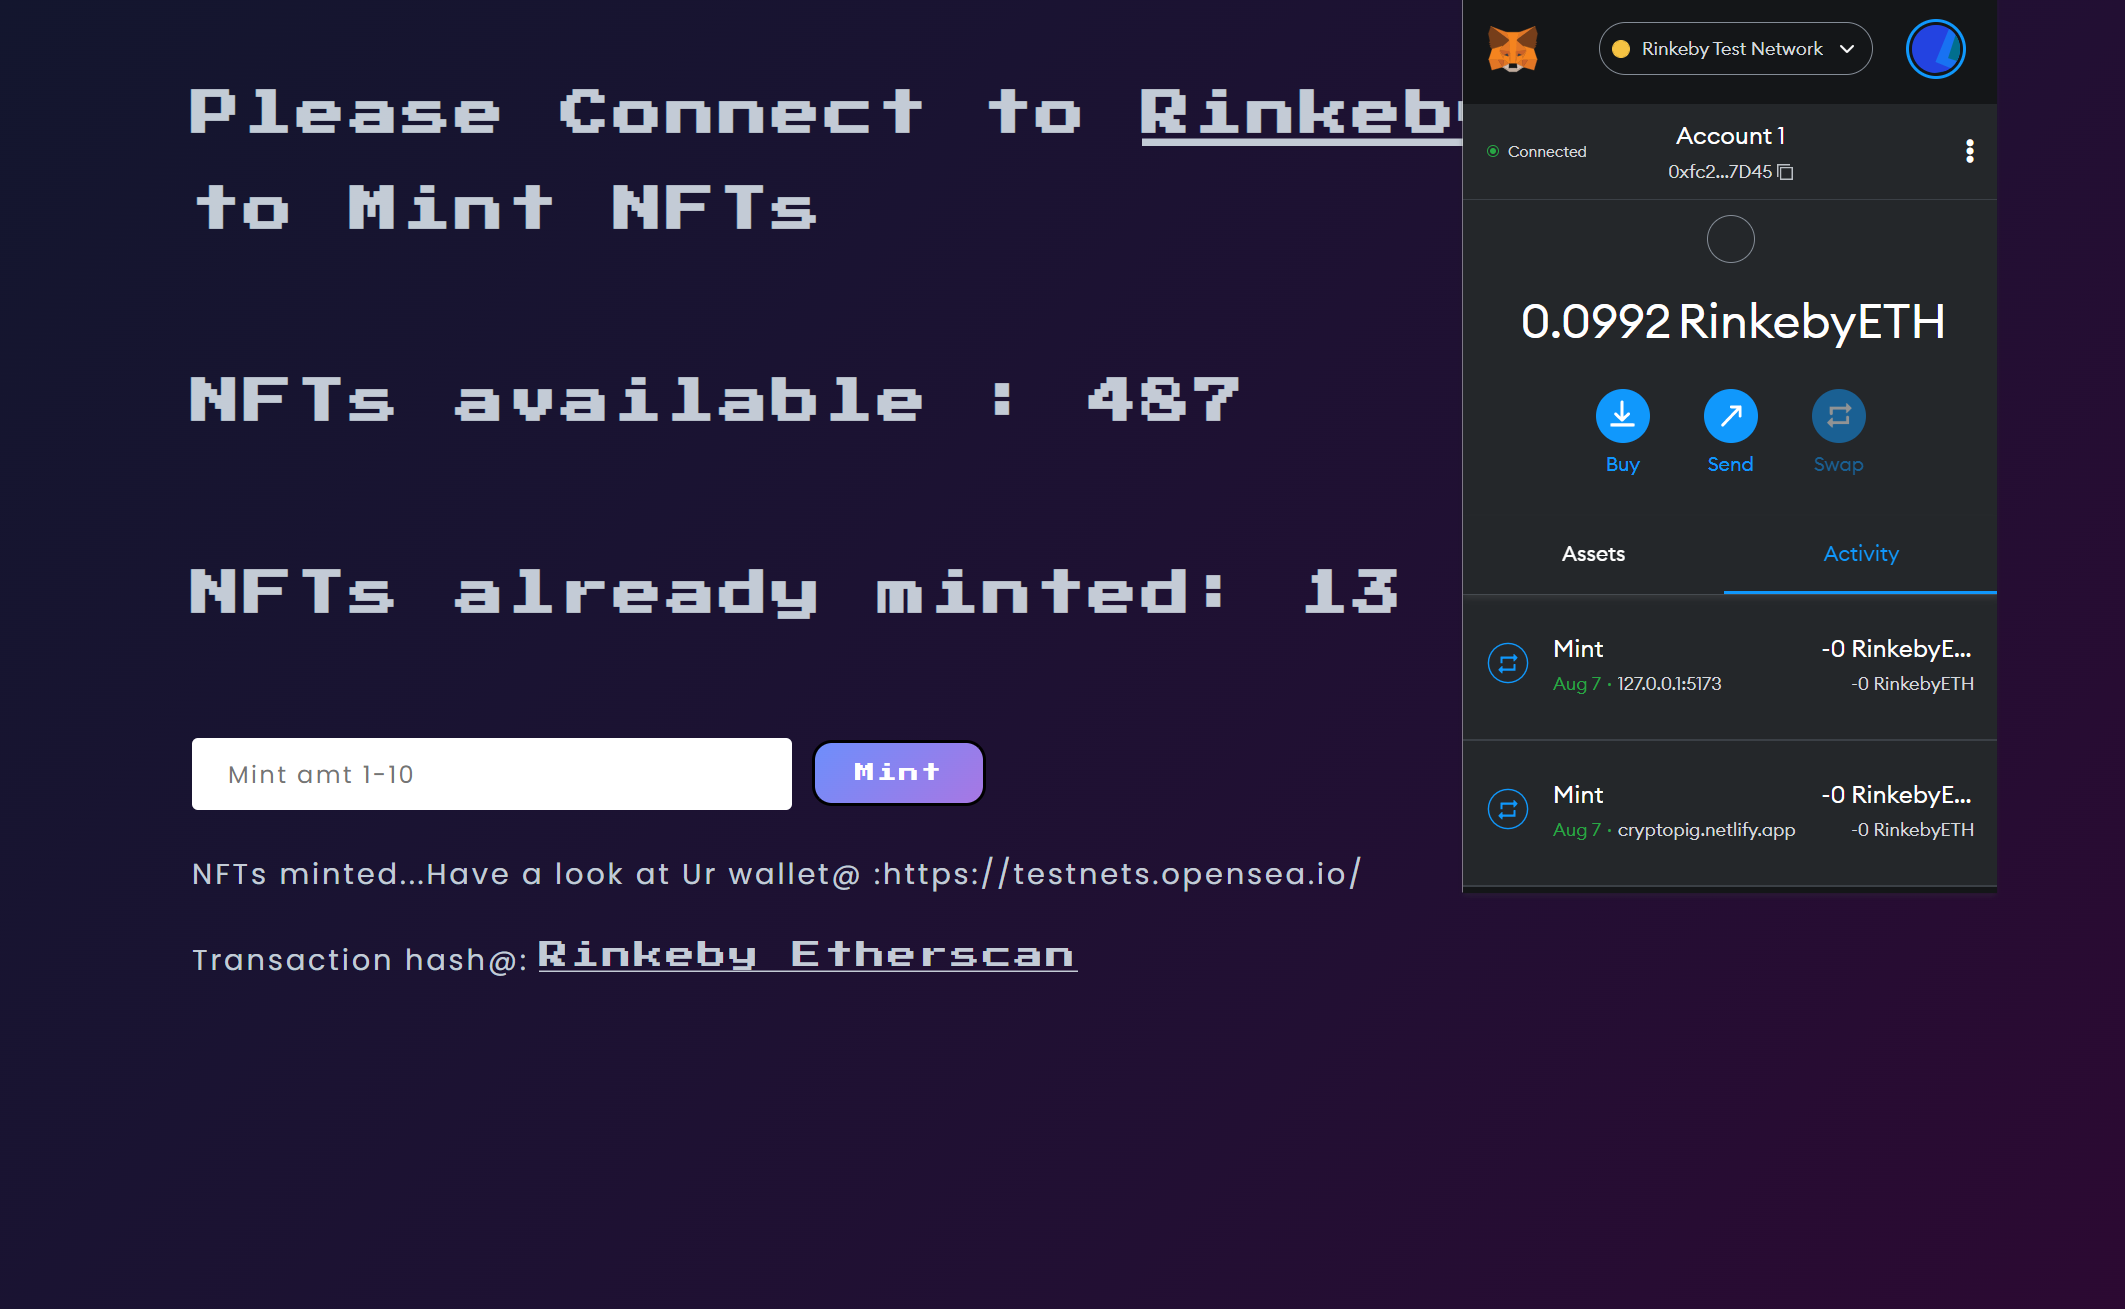 Please Connect to Rinkeby
to Mint NFTs
NFTs available : 487
NFTs already minted: 13
Mint amt 1-10
Mint
NFTs minted...Have a look at Ur wallet@ :https://testnets.opensea.io/
Transaction hash@: Rinkeby Etherscan
Rinkeby Test Network
Connected
Account 1
0xfc2...7D45
0.0992 RinkebyETH
Buy
Send
Swap
Assets
Activity
Mint
-0 RinkebyE...
Aug 7 · 127.0.0.1:5173
-0 RinkebyETH
Mint
-0 RinkebyE...
Aug 7 · cryptopig.netlify.app
-0 RinkebyETH